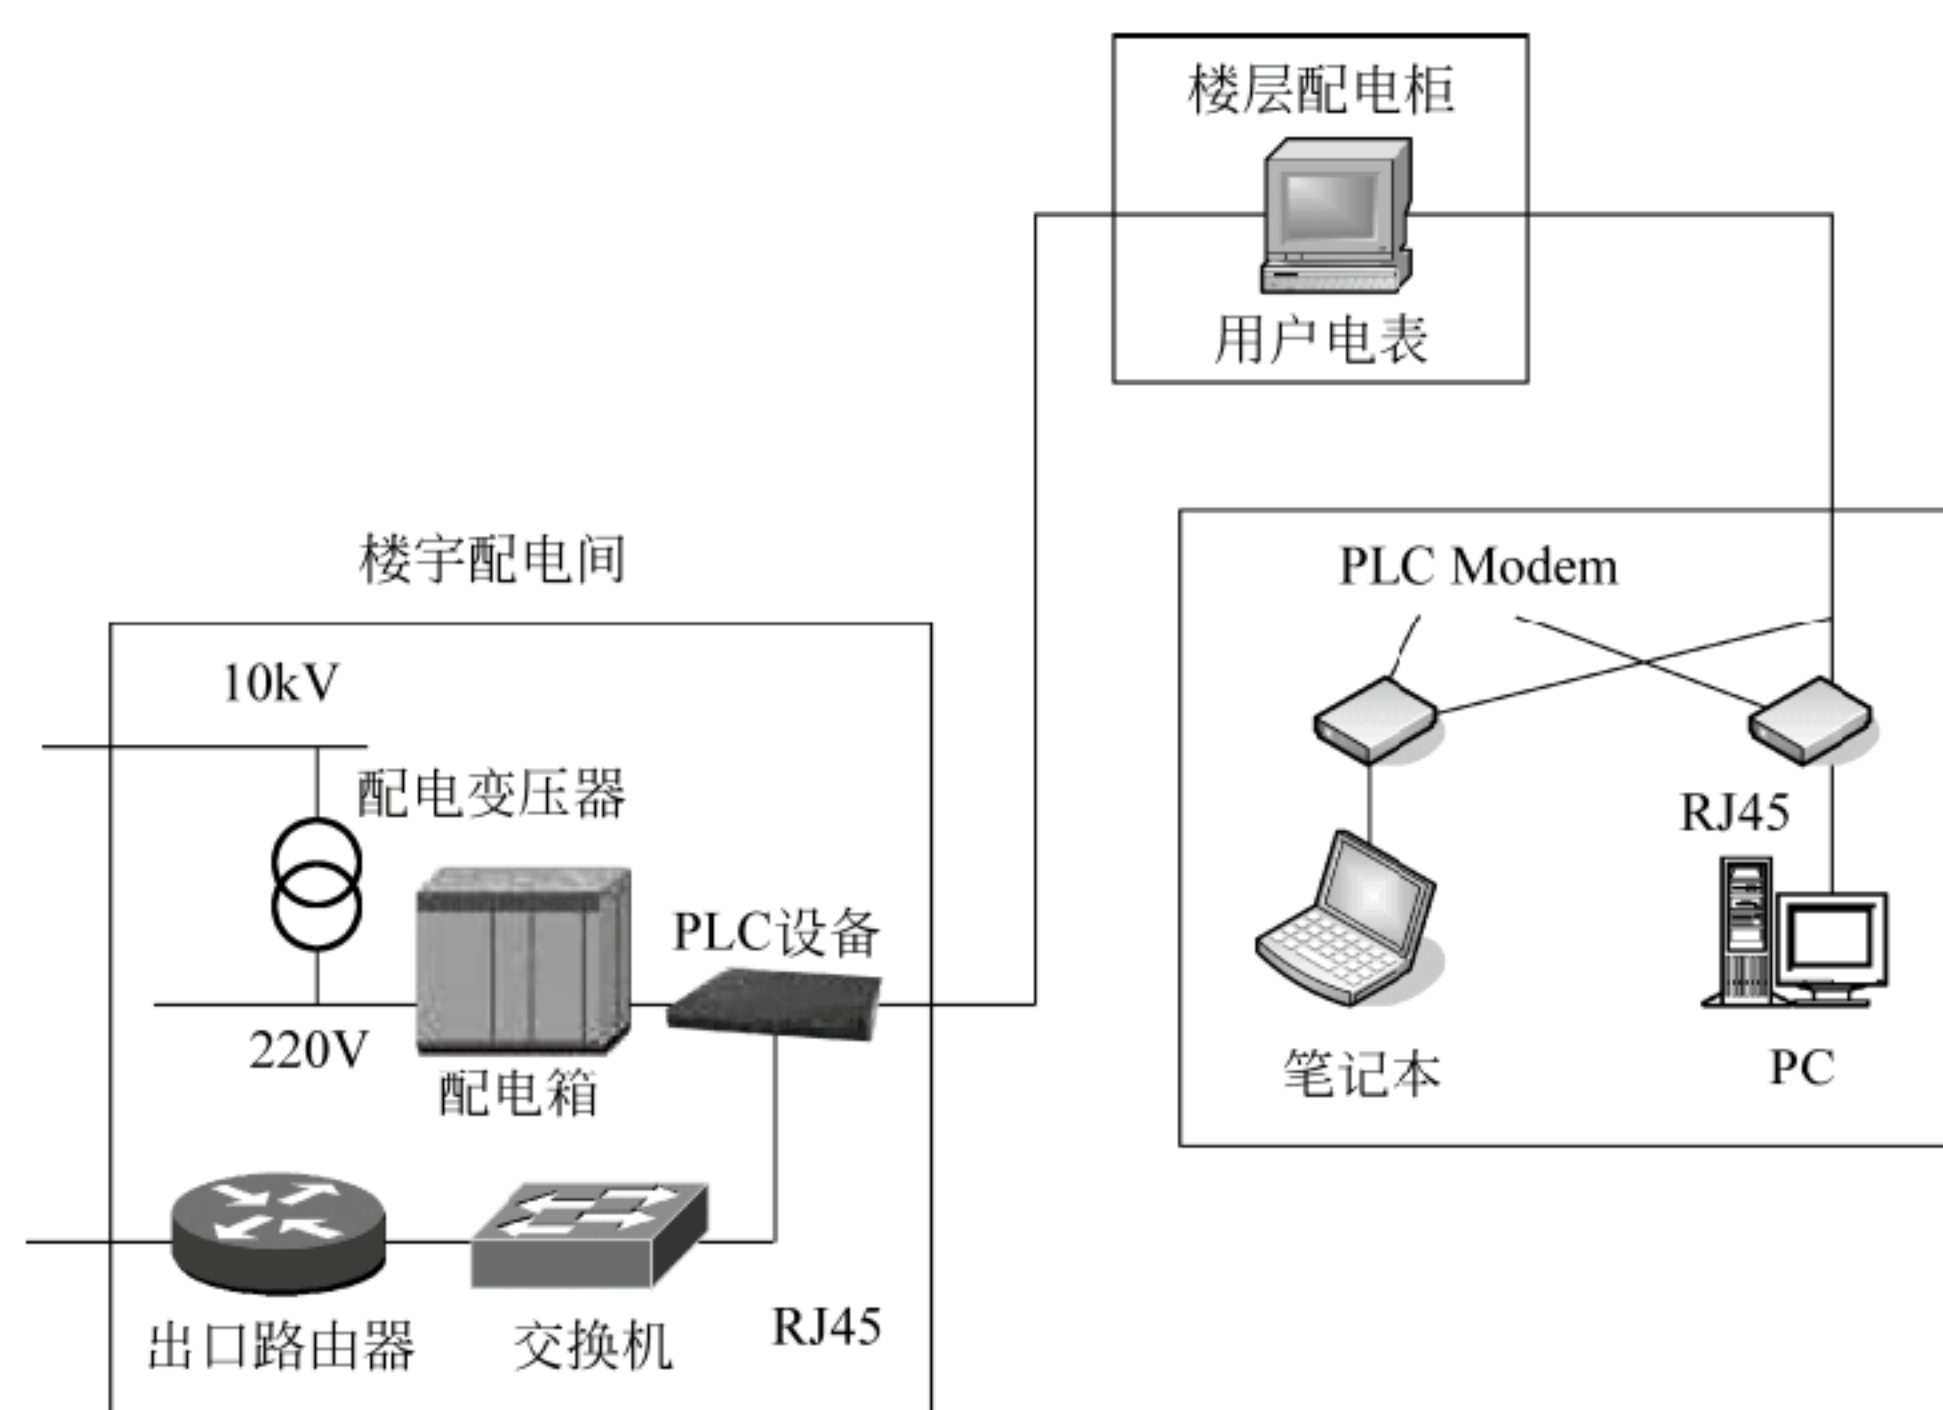 楼层配电柜
用户电表
楼宇配电间
10kV
配电变压器
220V
配电箱
PLC设备
出口路由器
交换机
RJ45
PLC Modem
RJ45
笔记本
PC